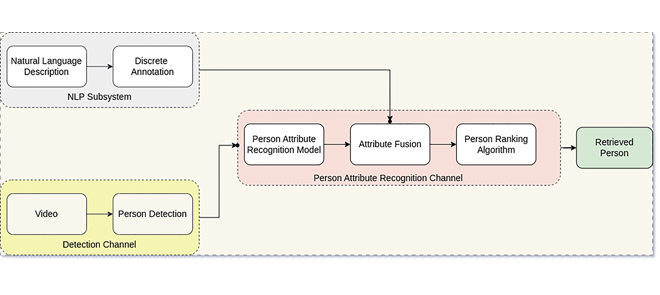 Natural Language
Description
Discrete
Annotation
NLP Subsystem
Person Attribute
Recognition Model
Attribute Fusion
Person Ranking
Algorithm
Person Attribute Recognition Channel
Retrieved
Person
Video
Person Detection
Detection Channel